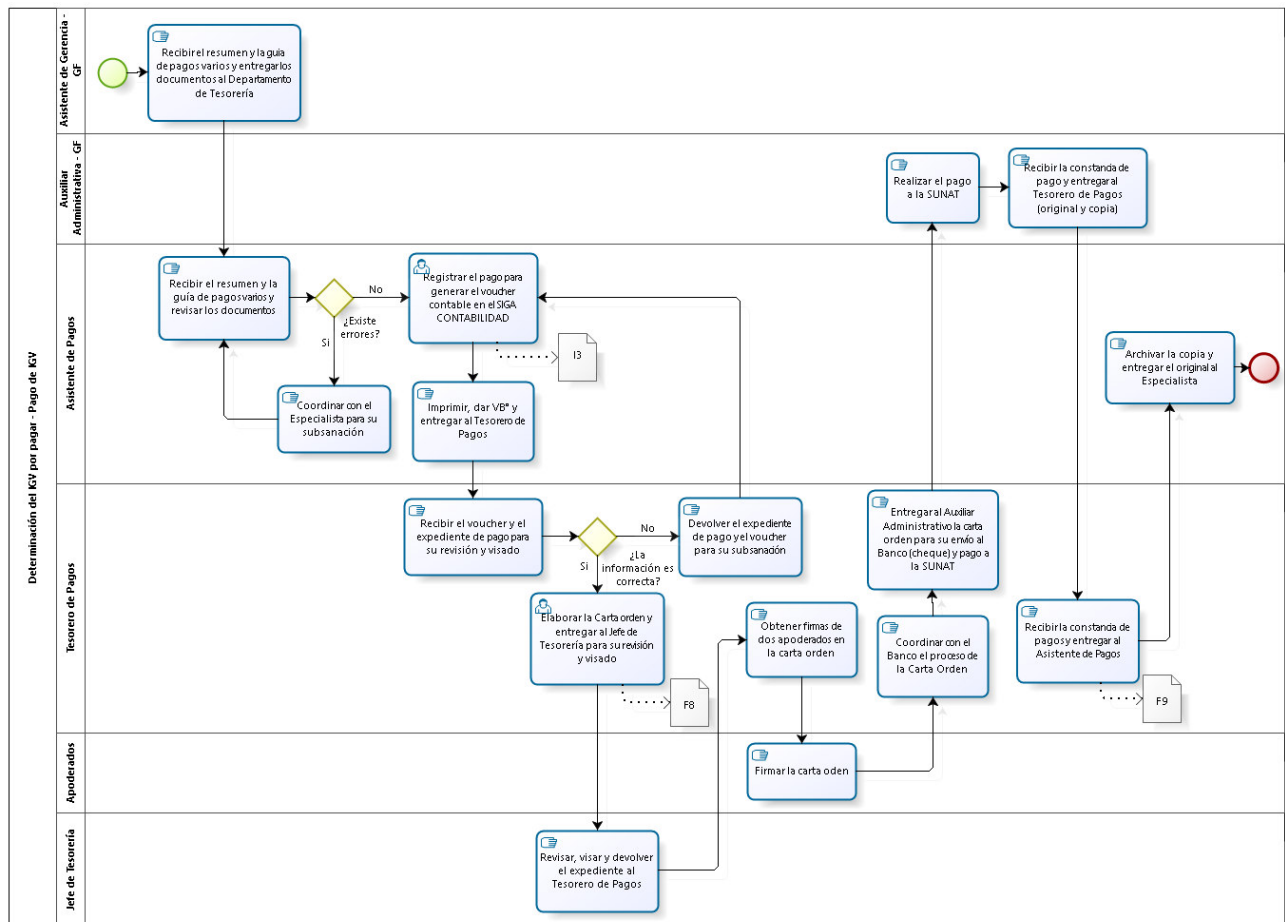 Determinación del IGV por pagar - Pago de IGV
Asistente de Gerencia -
GF
Recibir el resumen y la guía
de pagos varios y entregar los
documentos al Departamento
de Tesorería
Auxiliar
Administrativa - GF
Realizar el pago
a la SUNAT
Recibir la constancia de
pago y entregar al
Tesorero de Pagos
(original y copia)
Asistente de Pagos
Recibir el resumen y la
guía de pagos varios y
revisar los documentos
No
¿Existe
errores?
Si
Coordinar con el
Especialista para su
subsanación
Registrar el pago para
generar el voucher
contable en el SIGA
CONTABILIDAD
I3
Imprimir, dar VB° y
entregar al Tesorero de
Pagos
Archivar la copia y
entregar el original al
Especialista
Tesorero de Pagos
Recibir el voucher y el
expediente de pago para
su revisión y visado
No
¿La
información es
correcta?
Si
Devolver el expediente
de pago y el voucher
para su subsanación
Elaborar la Carta orden y
entregar al Jefe de
Tesorería para su revisión
y visado
F8
Obtener firmas de
dos apoderados en
la carta orden
Entregar al Auxiliar
Administrativo la carta
orden para su envío al
Banco (cheque) y pago a
la SUNAT
Coordinar con el
Banco el proceso de
la Carta Orden
Recibir la constancia de
pagos y entregar al
Asistente de Pagos
F9
Apoderados
Firmar la carta oden
Jefe de Tesorería
Revisar, visar y devolver
el expediente al
Tesorero de Pagos